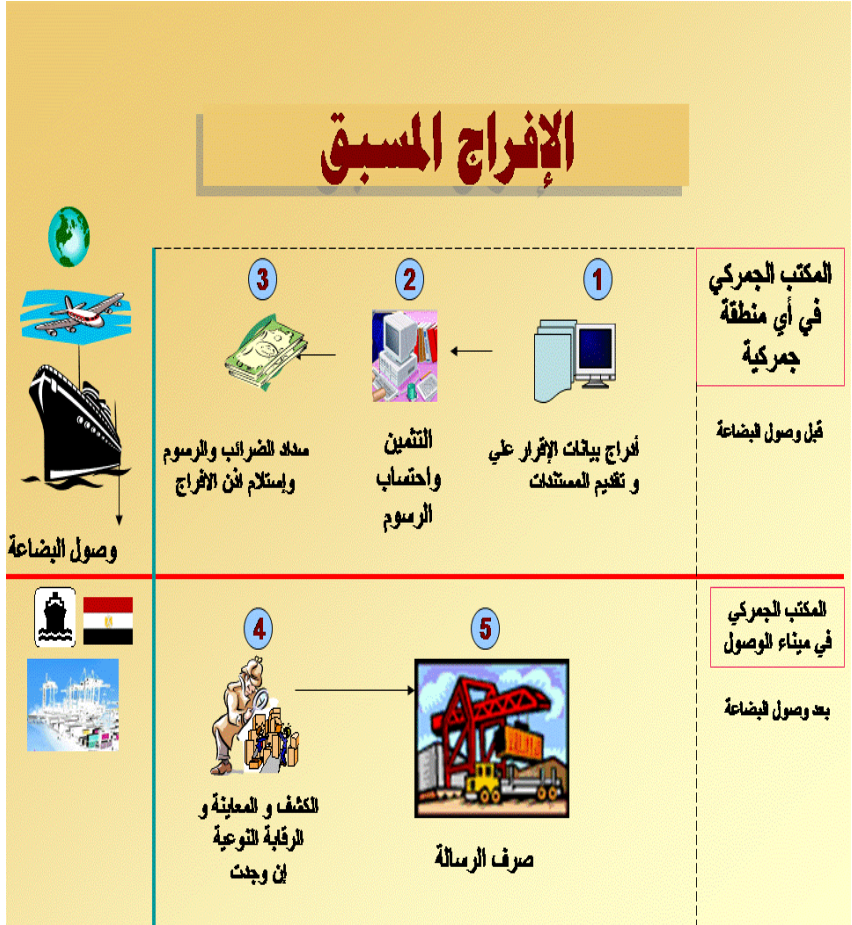 الإفراج المسبق
المكتب الجمركي
في أي منطقة
جمركية
قبل وصول البضاعة
1
أدراج بيانات الإقرار علي
و تقديم المستندات
2
التثمين
واحتساب
الرسوم
3
سداد الضرائب والرسوم
وإستلام اذن الافراج
وصول البضاعة
المكتب الجمركي
في ميناء الوصول
بعد وصول البضاعة
4
الكشف و المعاينة و
الرقابة النوعية
إن وجدت
5
صرف الرسالة